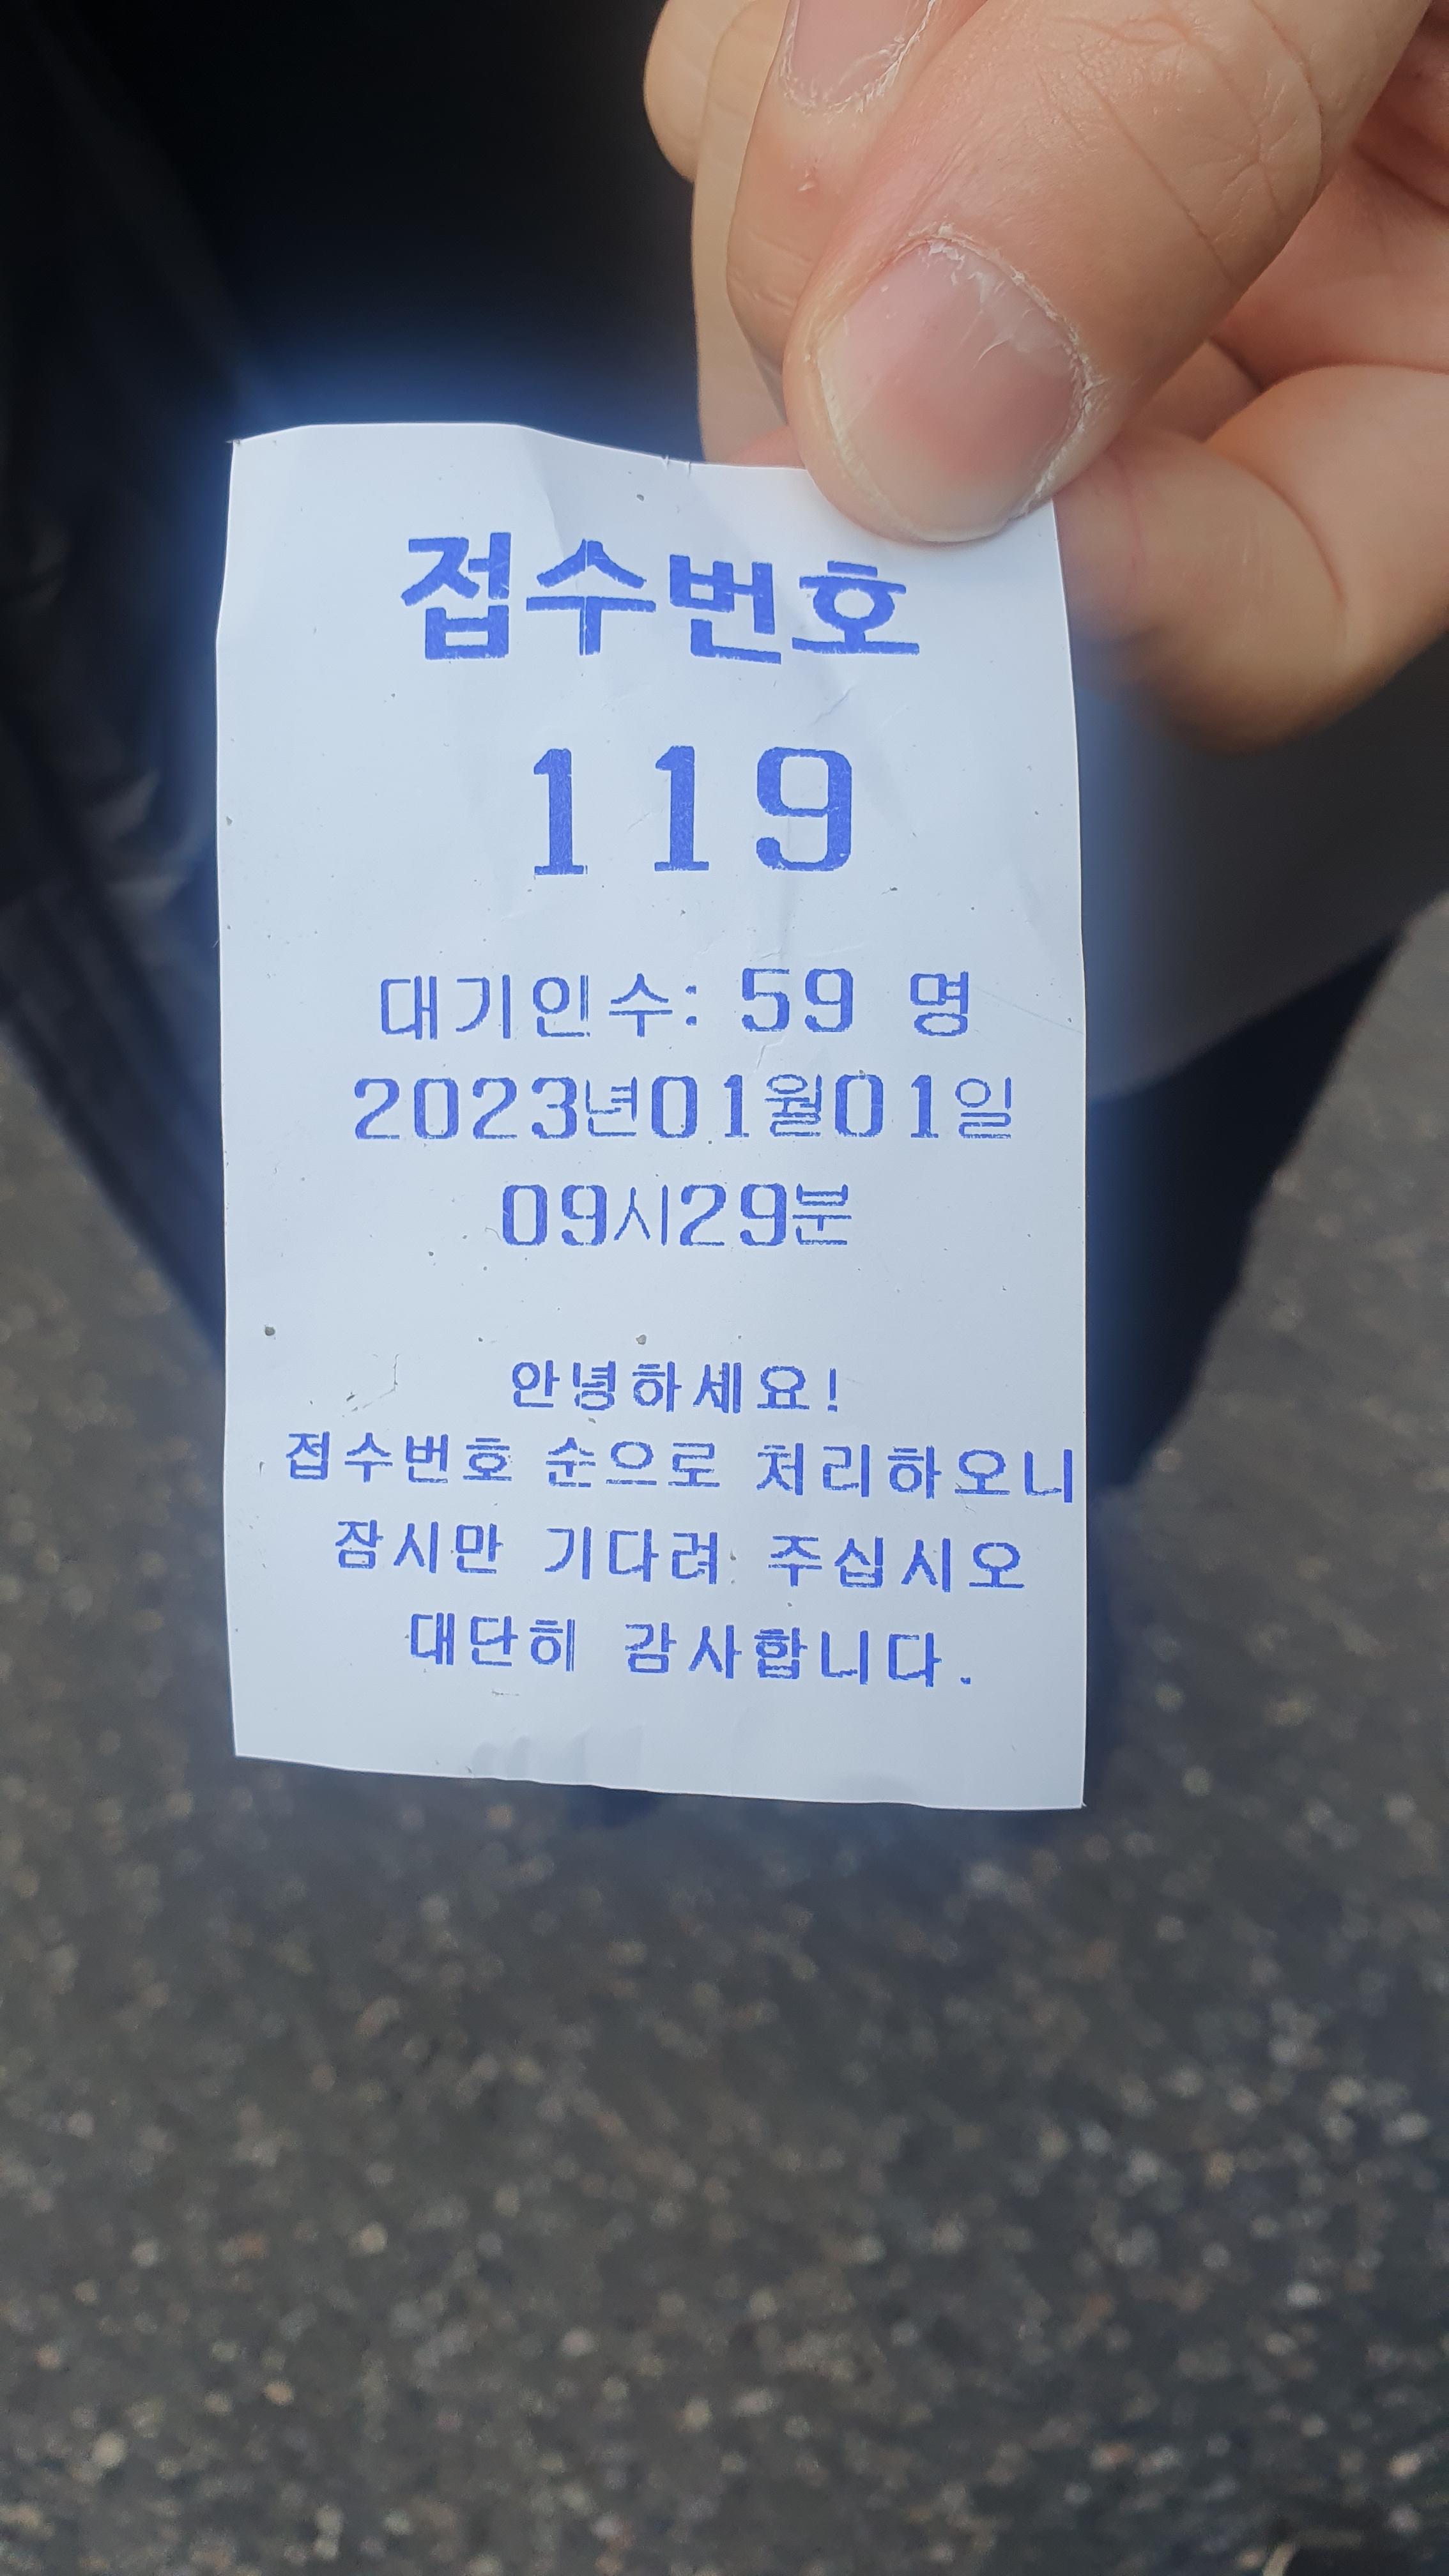 접수번호
119
대기인수: 59 명
2023년01월01일
09시29분
안녕하세요!
접수번호 순으로 처리하오니
잠시만 기다려 주십시오
대단히 감사합니다.